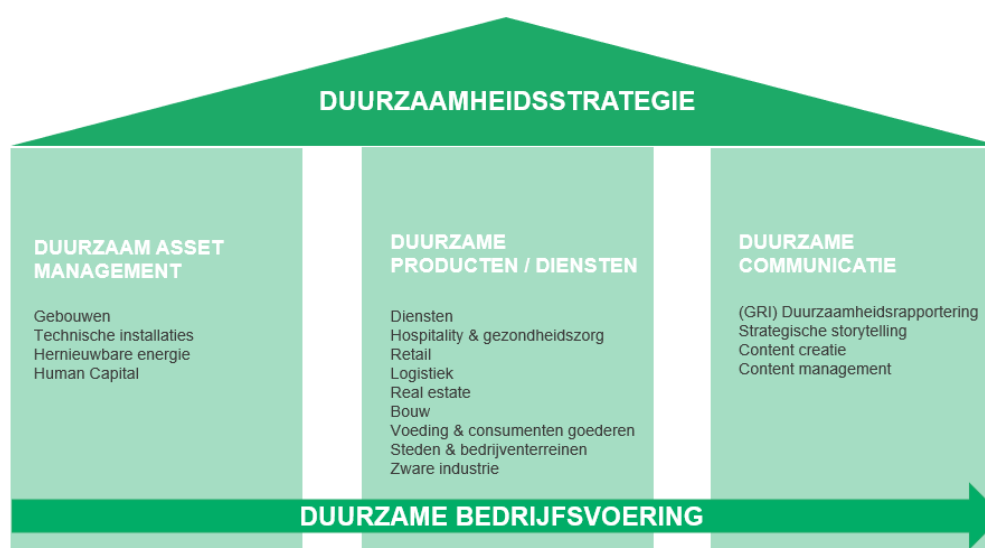 DUURZAAMHEIDSSTRATEGIE
DUURZAAM ASSET
MANAGEMENT
Gebouwen
Technische installaties
Hernieuwbare energie
Human Capital
DUURZAME
PRODUCTEN / DIENSTEN
Diensten
Hospitality & gezondheidszorg
Retail
Logistiek
Real estate
Bouw
Voeding & consumenten goederen
Steden & bedrijventerreinen
Zware industrie
DUURZAME
COMMUNICATIE
(GRI) Duurzaamheidsrapportering
Strategische storytelling
Content creatie
Content management
DUURZAME BEDRIJFSVOERING